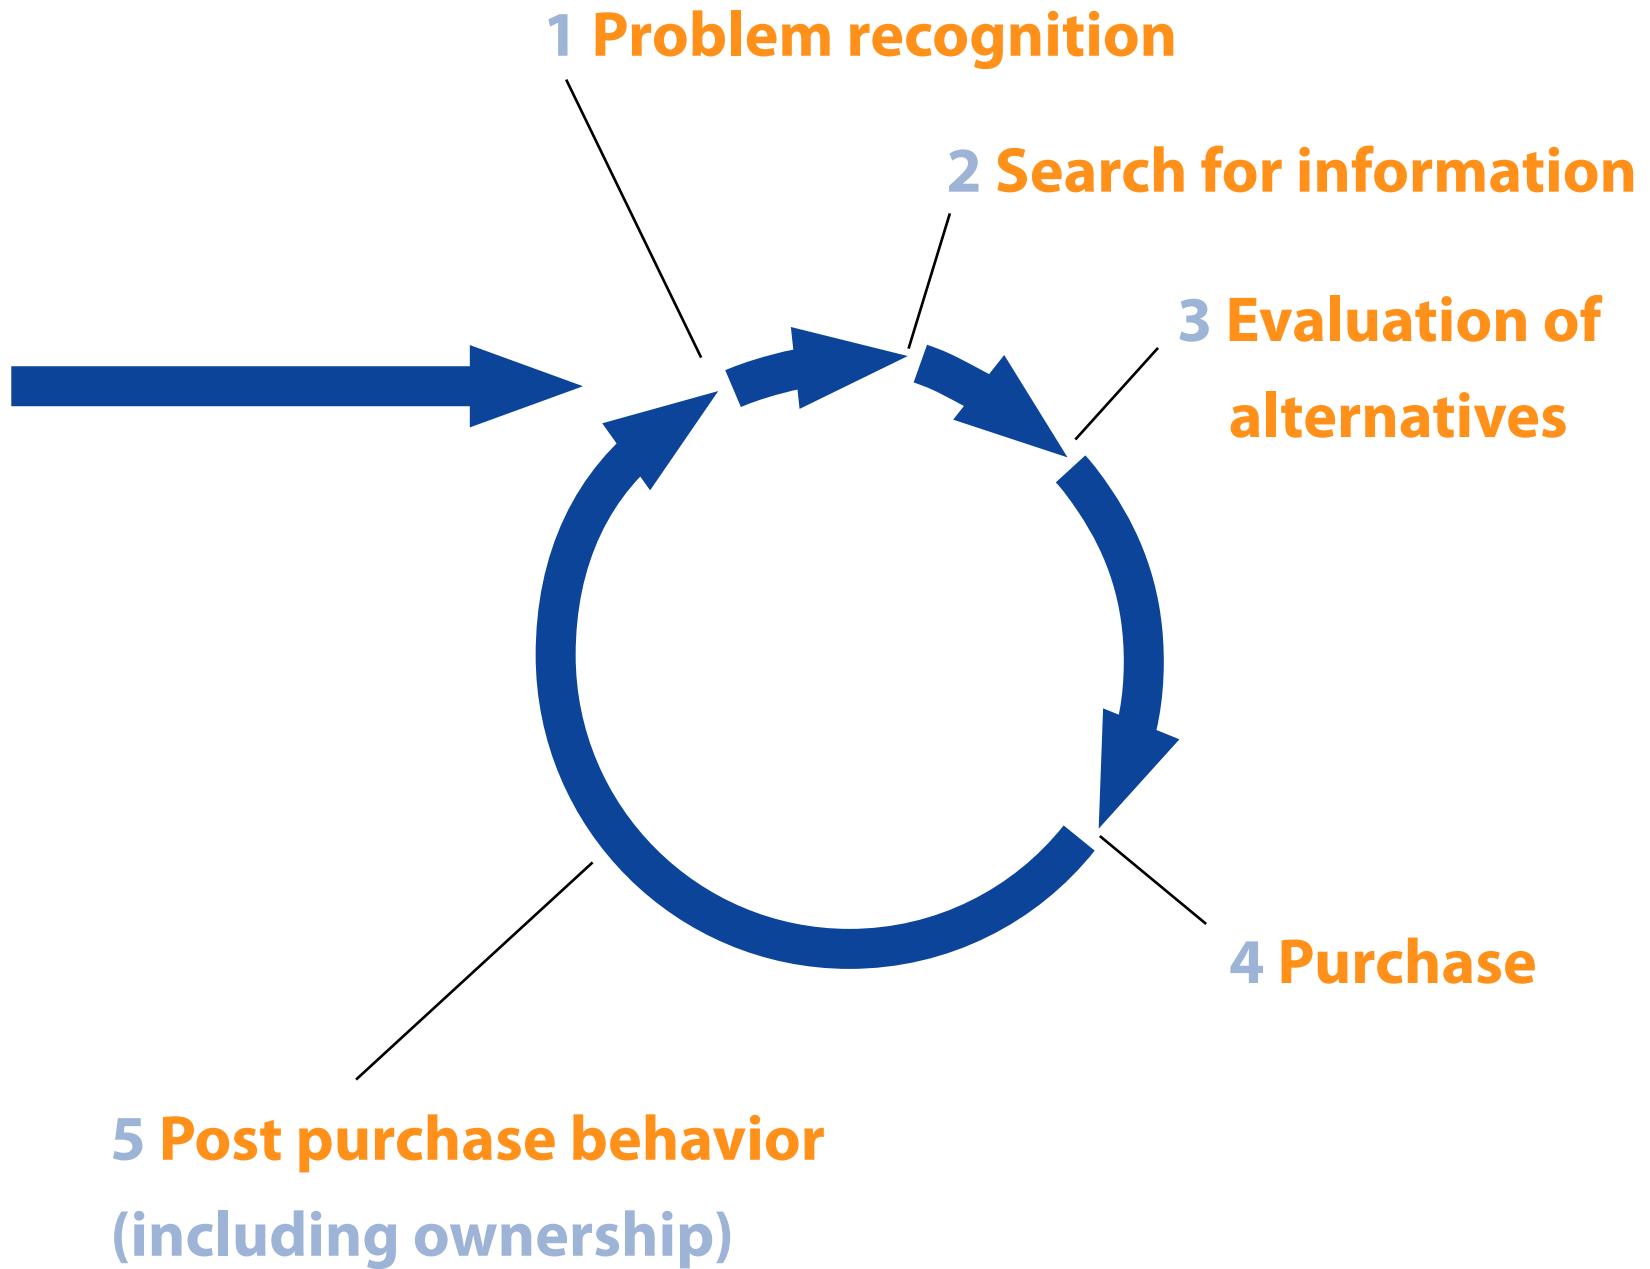 1 Problem recognition
2 Search for information
3 Evaluation of
alternatives
4 Purchase
5 Post purchase behavior
(including ownership)